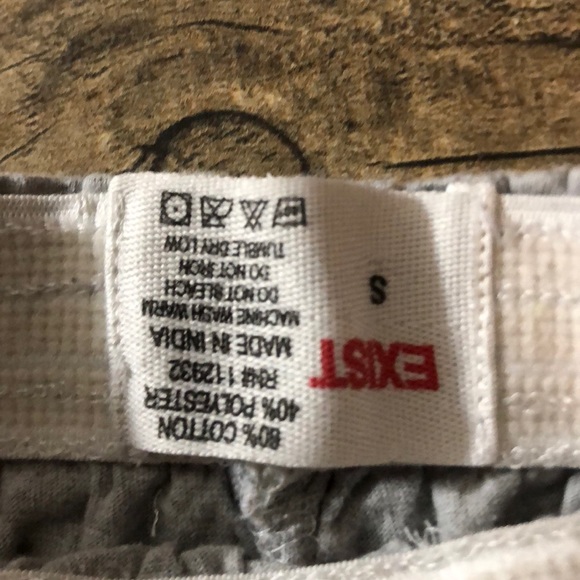 EXIST
S
80% COTTON
40% POLYESTER
RN# 112932
MADE IN INDIA
MACHINE WASH WARM
DO NOT BLEACH
DO NOT IRON
TUMBLE DRY LOW